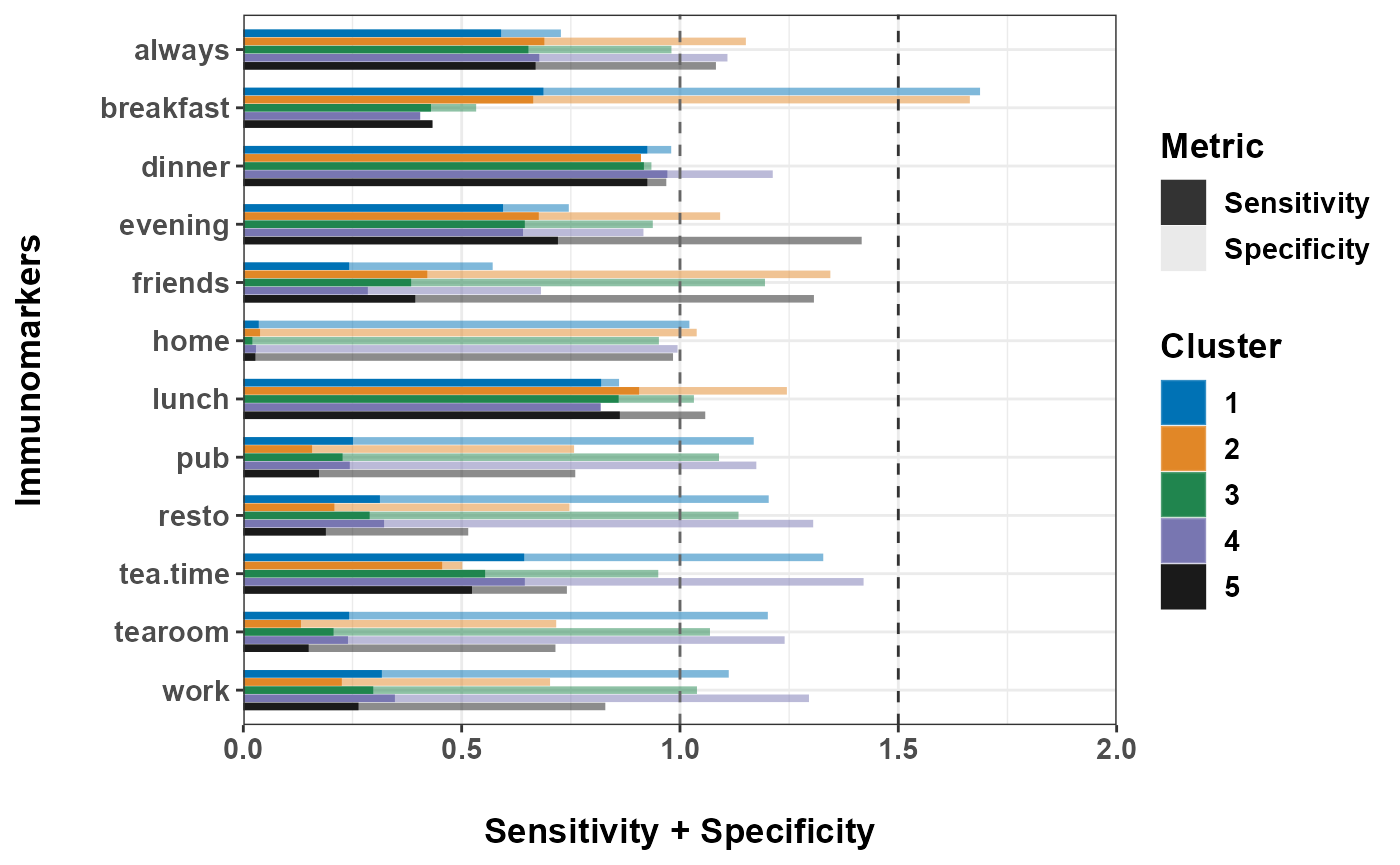 always
breakfast
dinner
evening
friends
home
lunch
pub
resto
tea.time
tearoom
work
Immunomarkers
0.0 0.5 1.0 1.5 2.0
Sensitivity + Specificity
Metric
Sensitivity
Specificity
Cluster
1
2
3
4
5